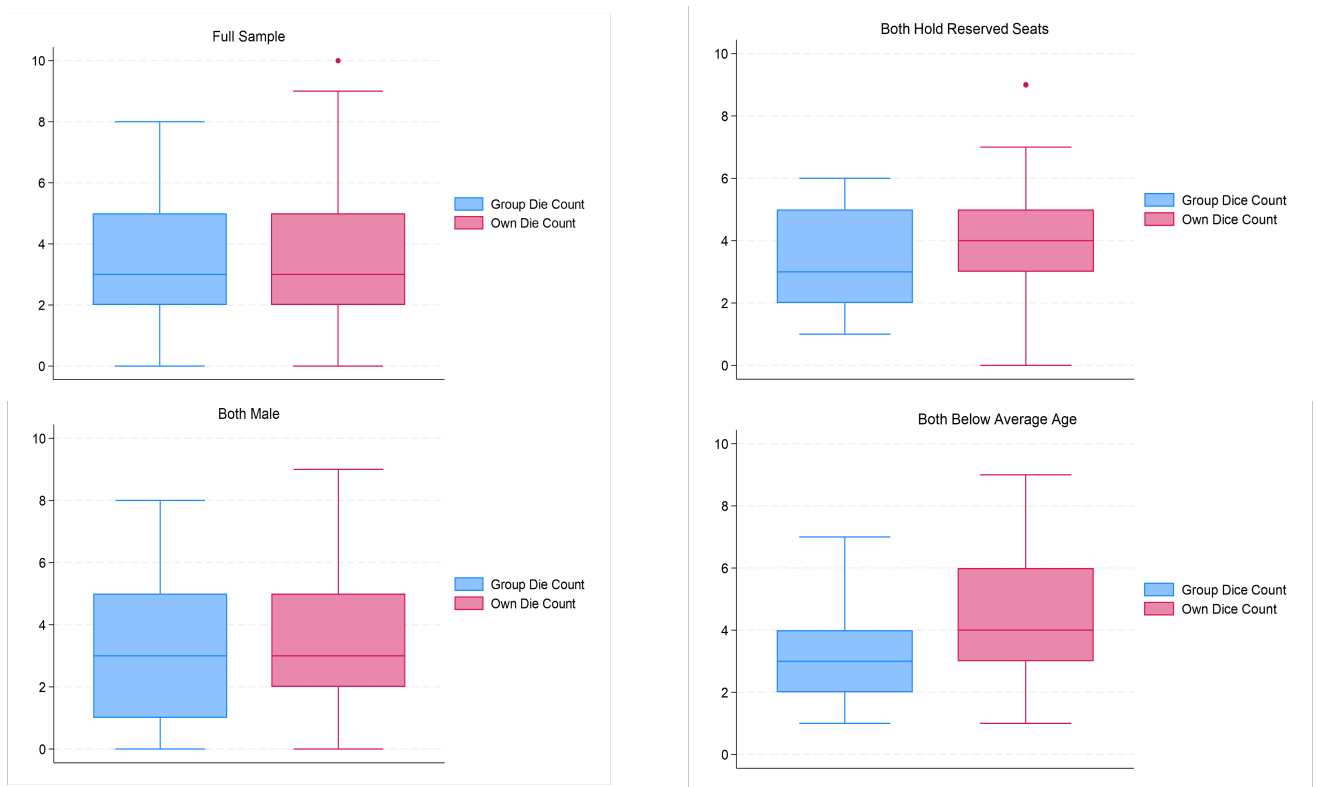 Full Sample
10
8
6
4
2
0
Group Die Count
Own Die Count
Both Hold Reserved Seats
10
8
6
4
2
0
Group Dice Count
Own Dice Count
Both Male
10
8
6
4
2
0
Group Die Count
Own Die Count
Both Below Average Age
10
8
6
4
2
0
Group Dice Count
Own Dice Count